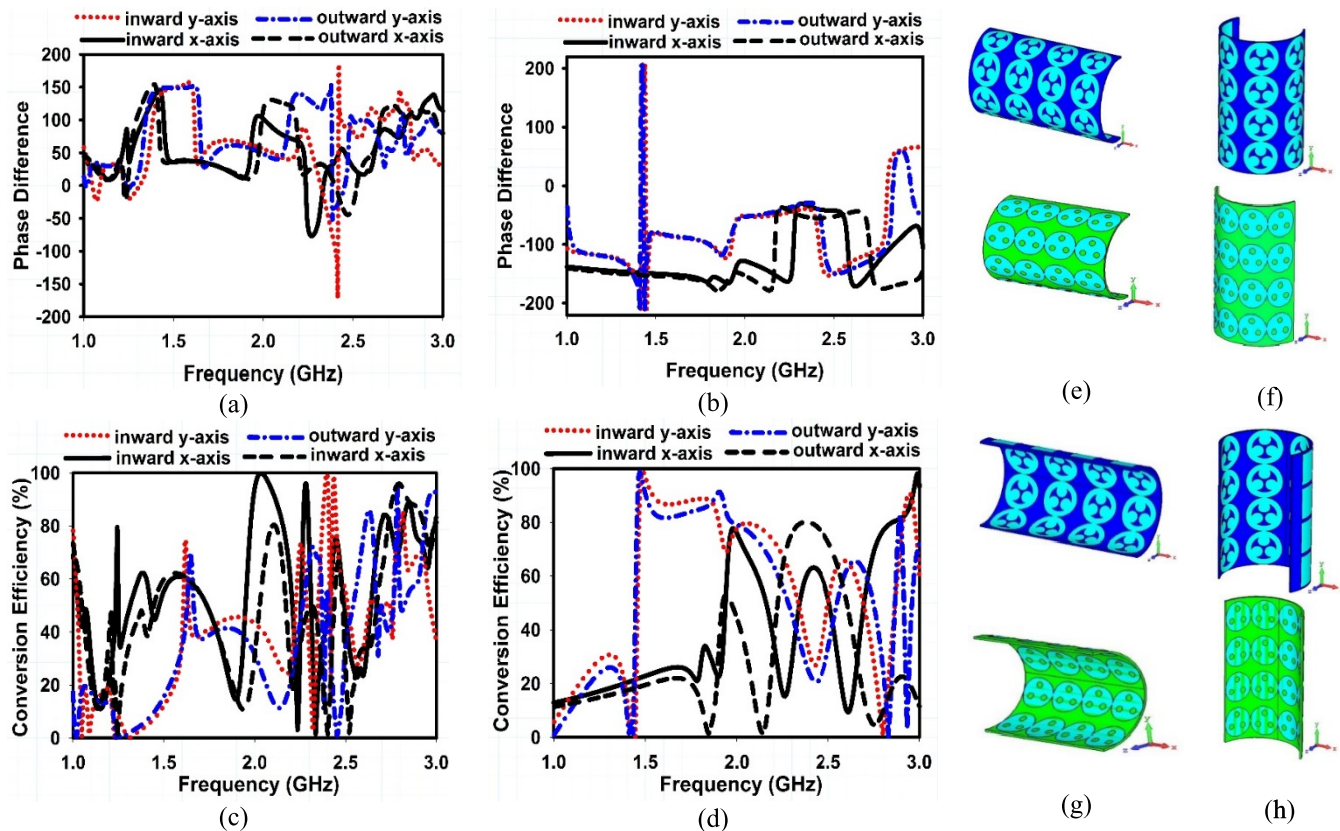 inward y-axis outward y-axis
inward x-axis outward x-axis
Phase Difference
200
150
100
50
0
-50
-100
-150
-200
1.0 1.5 2.0 2.5 3.0
Frequency (GHz)
(a)
inward y-axis outward y-axis
inward x-axis outward x-axis
Phase Difference
200
100
0
-100
-200
1.0 1.5 2.0 2.5 3.0
Frequency (GHz)
(b)
(e)
(f)
inward y-axis outward y-axis
inward x-axis inward x-axis
Conversion Efficiency (%)
100
80
60
40
20
0
1.0 1.5 2.0 2.5 3.0
Frequency (GHz)
(c)
inward y-axis outward y-axis
inward x-axis outward x-axis
Conversion Efficiency (%)
100
80
60
40
20
0
1.0 1.5 2.0 2.5 3.0
Frequency (GHz)
(d)
(g)
(h)